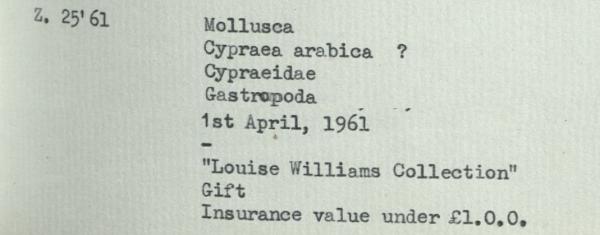 Z. 25'61
Mollusca
Cypraea arabica ?
Cypraeidae
Gastropoda
1st April, 1961
-
"Louise Williams Collection"
Gift
Insurance value under £1.0.0.